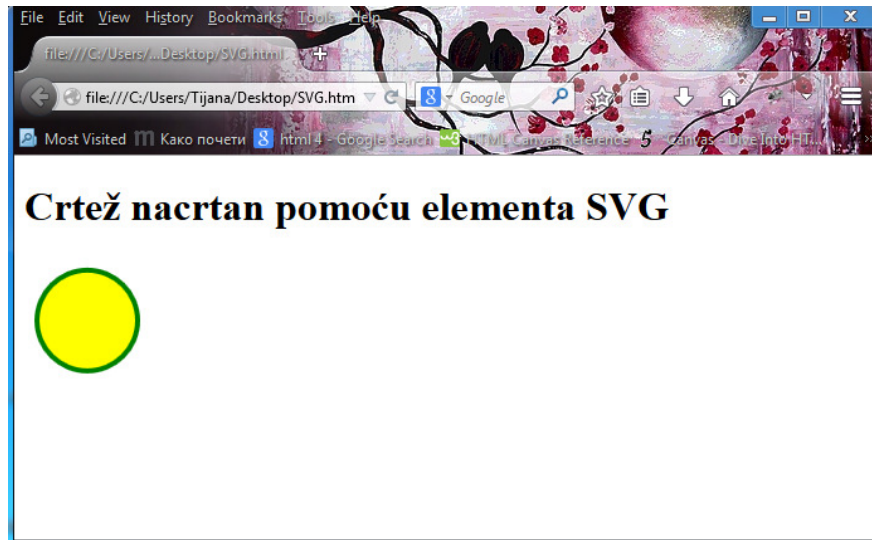 File Edit View History Bookmarks Tools Help
file:///C:/Users/...Desktop/SVG.html
file:///C:/Users/Tijana/Desktop/SVG.htm Google
Most Visited Како почети html 4 - Google Search HTML Canvas Reference Canvas - Dive Into HT...
Crtež nacrtan pomoću elementa SVG